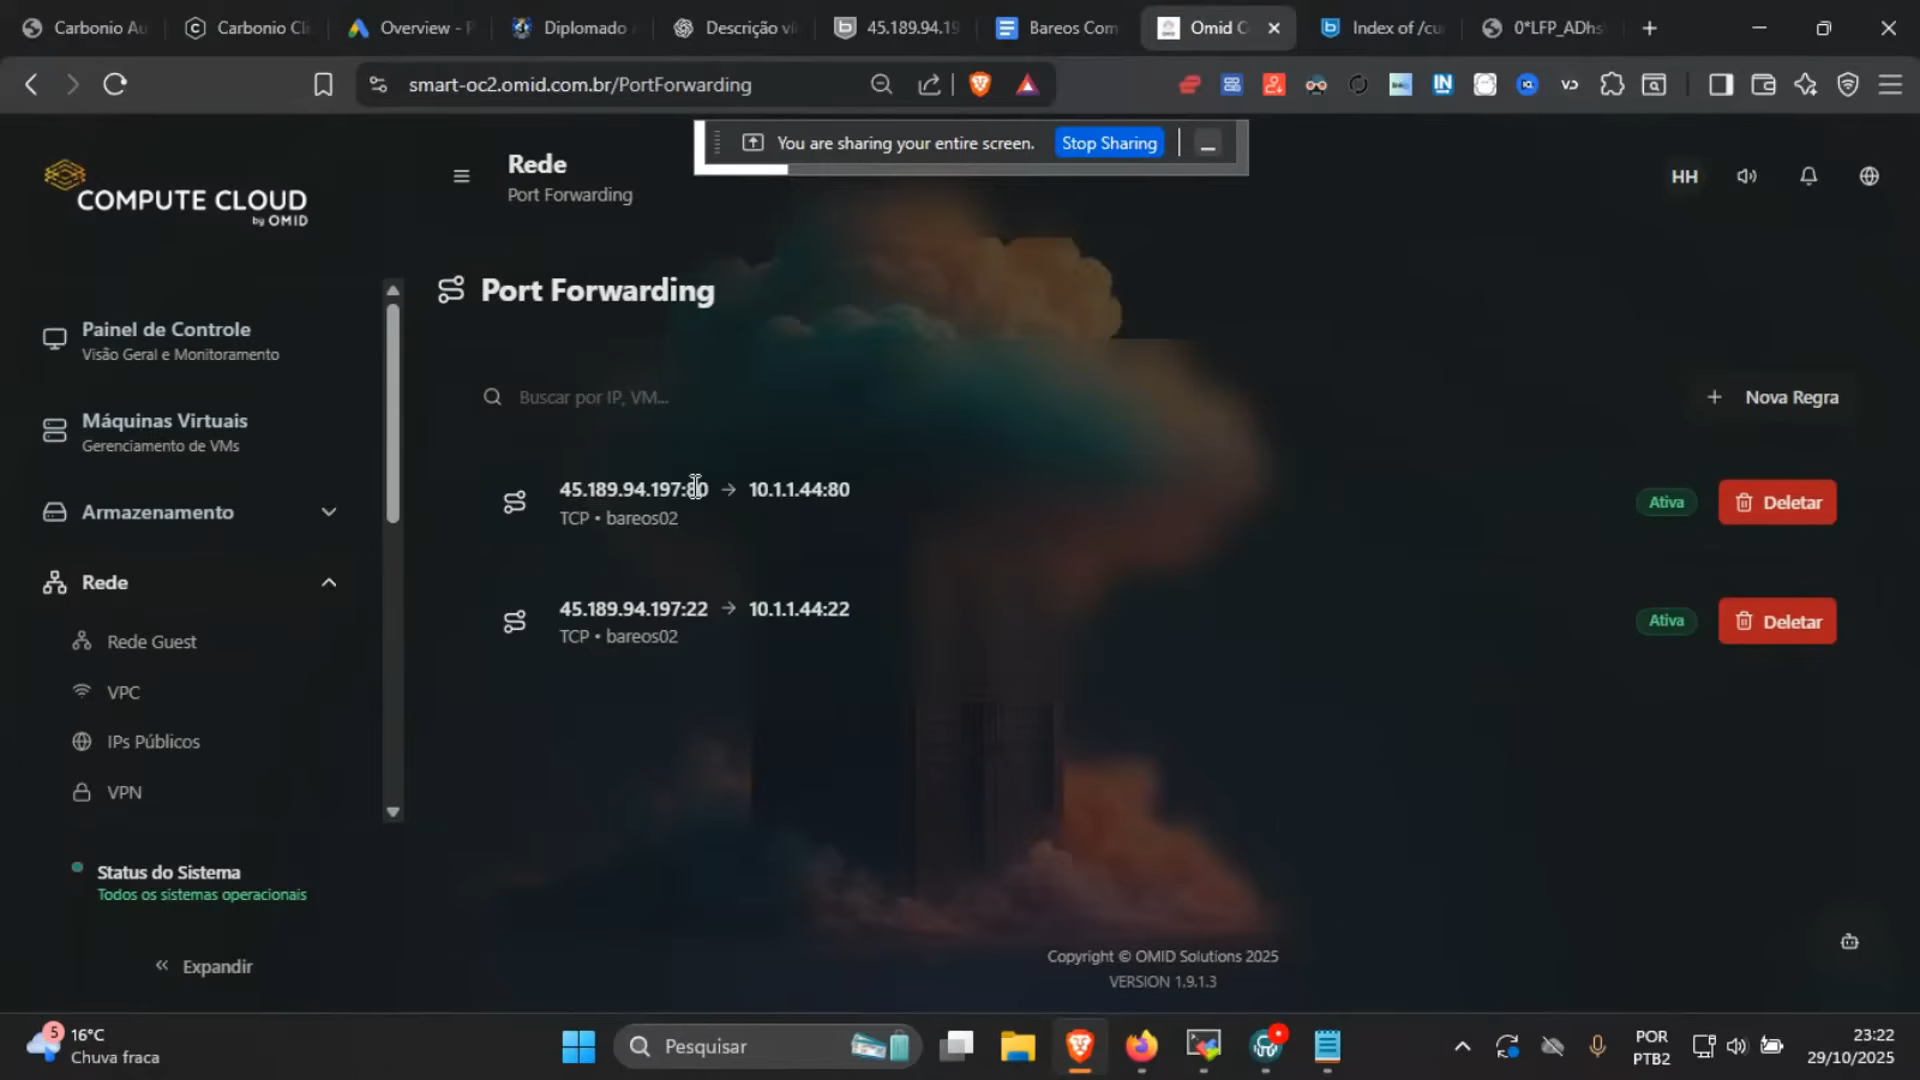 Carbonio Au
Carbonio Cli
Overview - P
Diplomado
Descrição ví
45.189.94.19
Bareos Com
Omid C
Index of /cu
0*LFP_ADhs
smart-oc2.omid.com.br/PortForwarding
You are sharing your entire screen.
Stop Sharing
COMPUTE CLOUD
by OMID
Rede
Port Forwarding
HH
Port Forwarding
Painel de Controle
Visão Geral e Monitoramento
Buscar por IP, VM...
Nova Regra
Máquinas Virtuais
Gerenciamento de VMs
45.189.94.197:80 → 10.1.1.44:80
TCP • bareos02
Ativa
Deletar
Armazenamento
Rede
45.189.94.197:22 → 10.1.1.44:22
TCP • bareos02
Ativa
Deletar
Rede Guest
VPC
IPs Públicos
VPN
Status do Sistema
Todos os sistemas operacionais
Expandir
Copyright © OMID Solutions 2025
VERSION 1.9.1.3
5
16°C
Chuva fraca
Pesquisar
POR
PTB2
23:22
29/10/2025